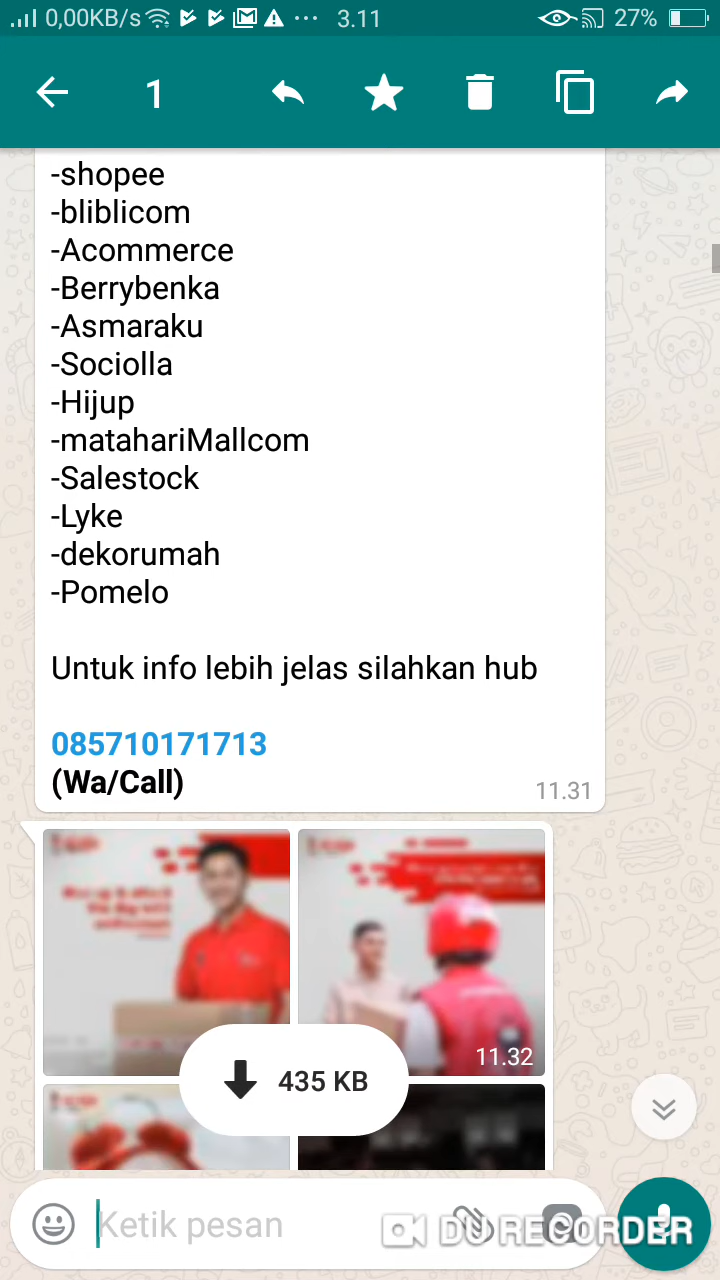 0,00KB/s
3.11
27%
1
-shopee
-bliblicom
-Acommerce
-Berrybenka
-Asmaraku
-Sociolla
-Hijup
-matahariMallcom
-Salestock
-Lyke
-dekorumah
-Pomelo
Untuk info lebih jelas silahkan hub
085710171713
(Wa/Call)
11.31
11.32
435 KB
Ketik pesan
DU RECORDER